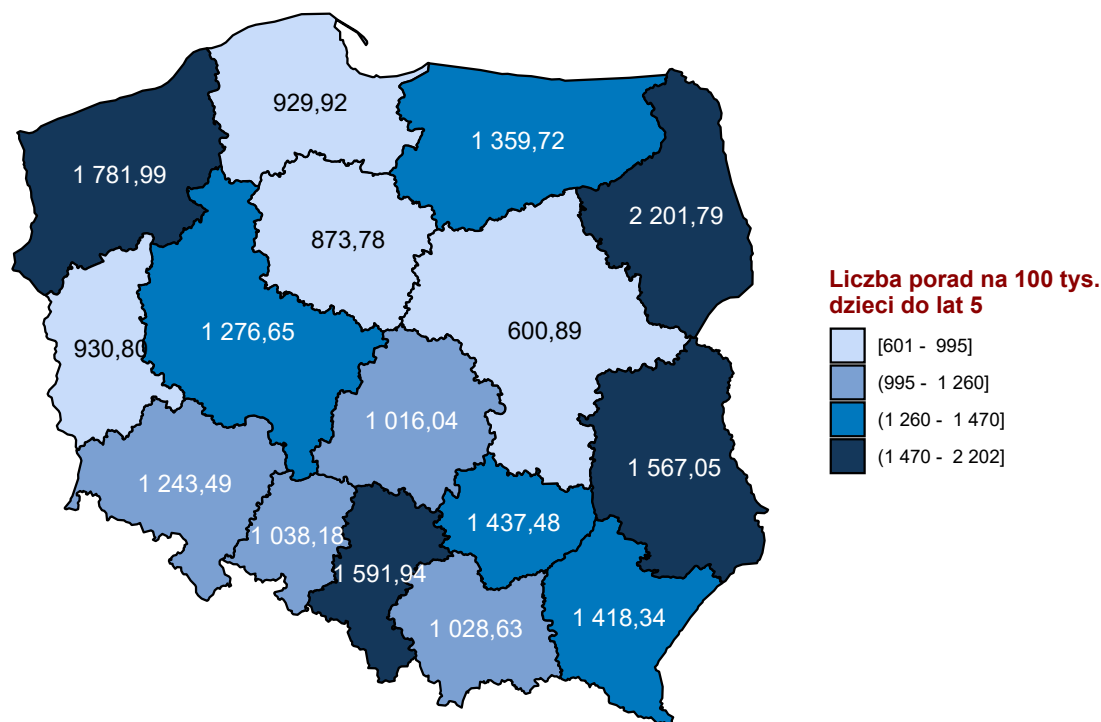 929,92
1 359,72
1 781,99
2 201,79
873,78
1 276,65
600,89
930,80
1 016,04
1 567,05
1 243,49
1 437,48
1 038,18
1 591,94
1 418,34
1 028,63
Liczba porad na 100 tys.
dzieci do lat 5
[601 - 995]
(995 - 1 260]
(1 260 - 1 470]
(1 470 - 2 202]